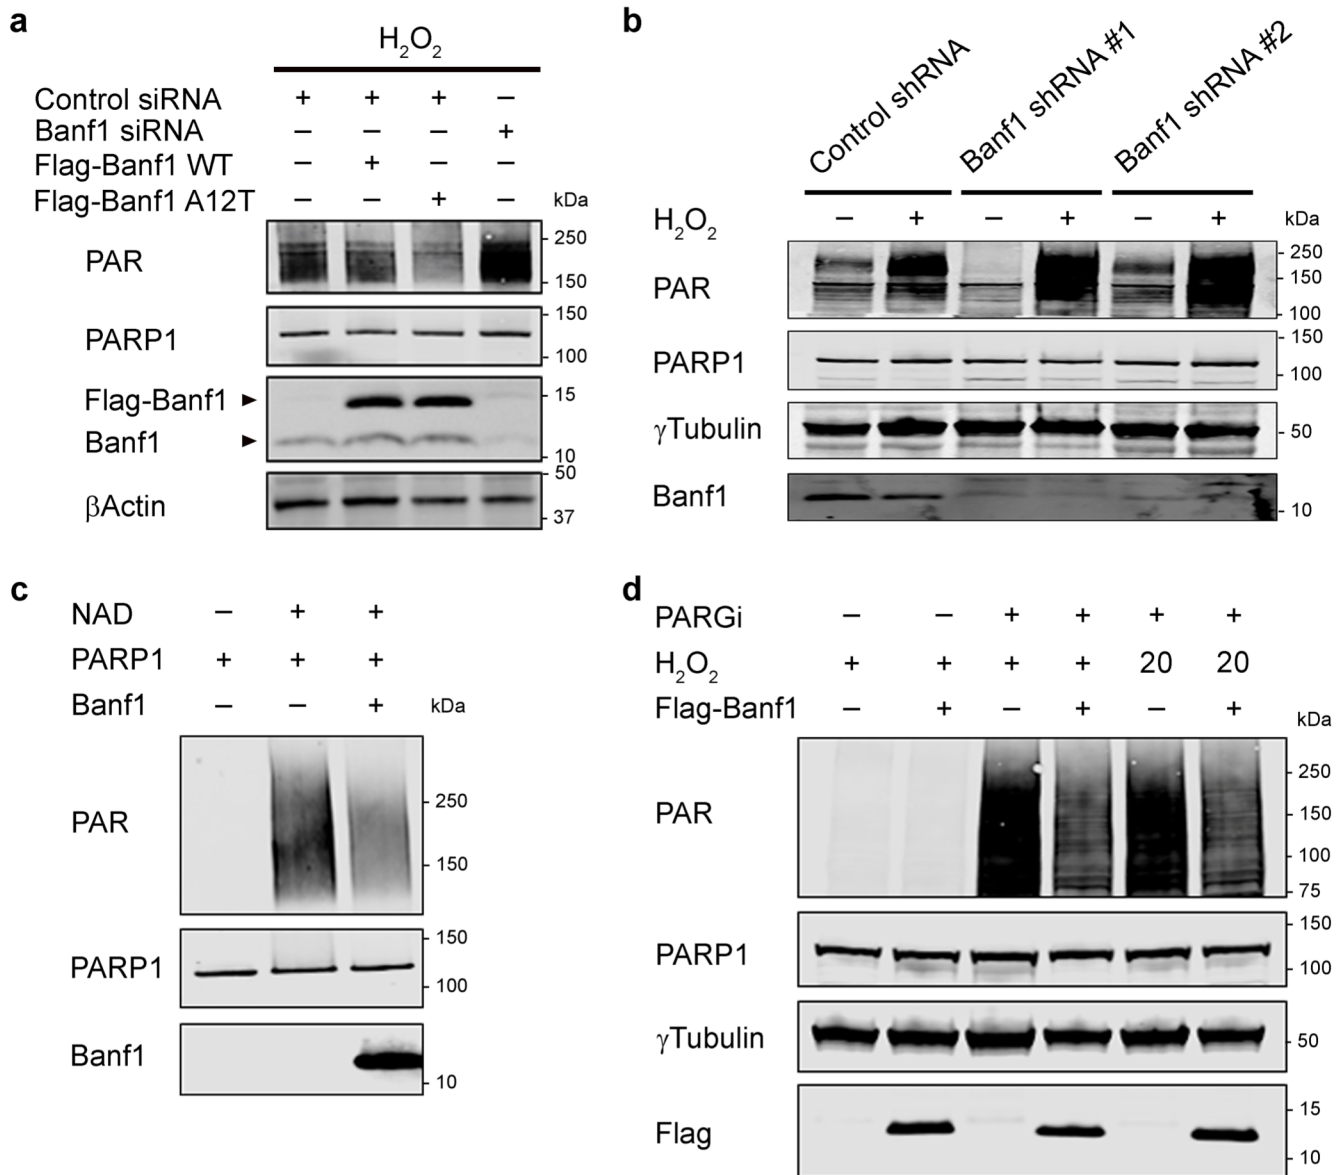 a
H2O2
Control siRNA + + + −
Banf1 siRNA − − − +
Flag-Banf1 WT − + − −
Flag-Banf1 A12T − − + − kDa
PAR 250
150
PARP1 150
100
Flag-Banf1 ► 15
Banf1 ► 10
βActin 50
37
b
Control shRNA Banf1 shRNA #1 Banf1 shRNA #2
H2O2 − + − + − + kDa
PAR 250
150
100
PARP1 150
100
γTubulin 50
Banf1 10
c
NAD − + +
PARP1 + + +
Banf1 − − + kDa
PAR 250
150
PARP1 150
100
Banf1 10
d
PARGi − − + + + +
H2O2 + + + + 20 20
Flag-Banf1 − + − + − + kDa
PAR 250
150
100
75
PARP1 150
100
γTubulin 50
Flag 15
10